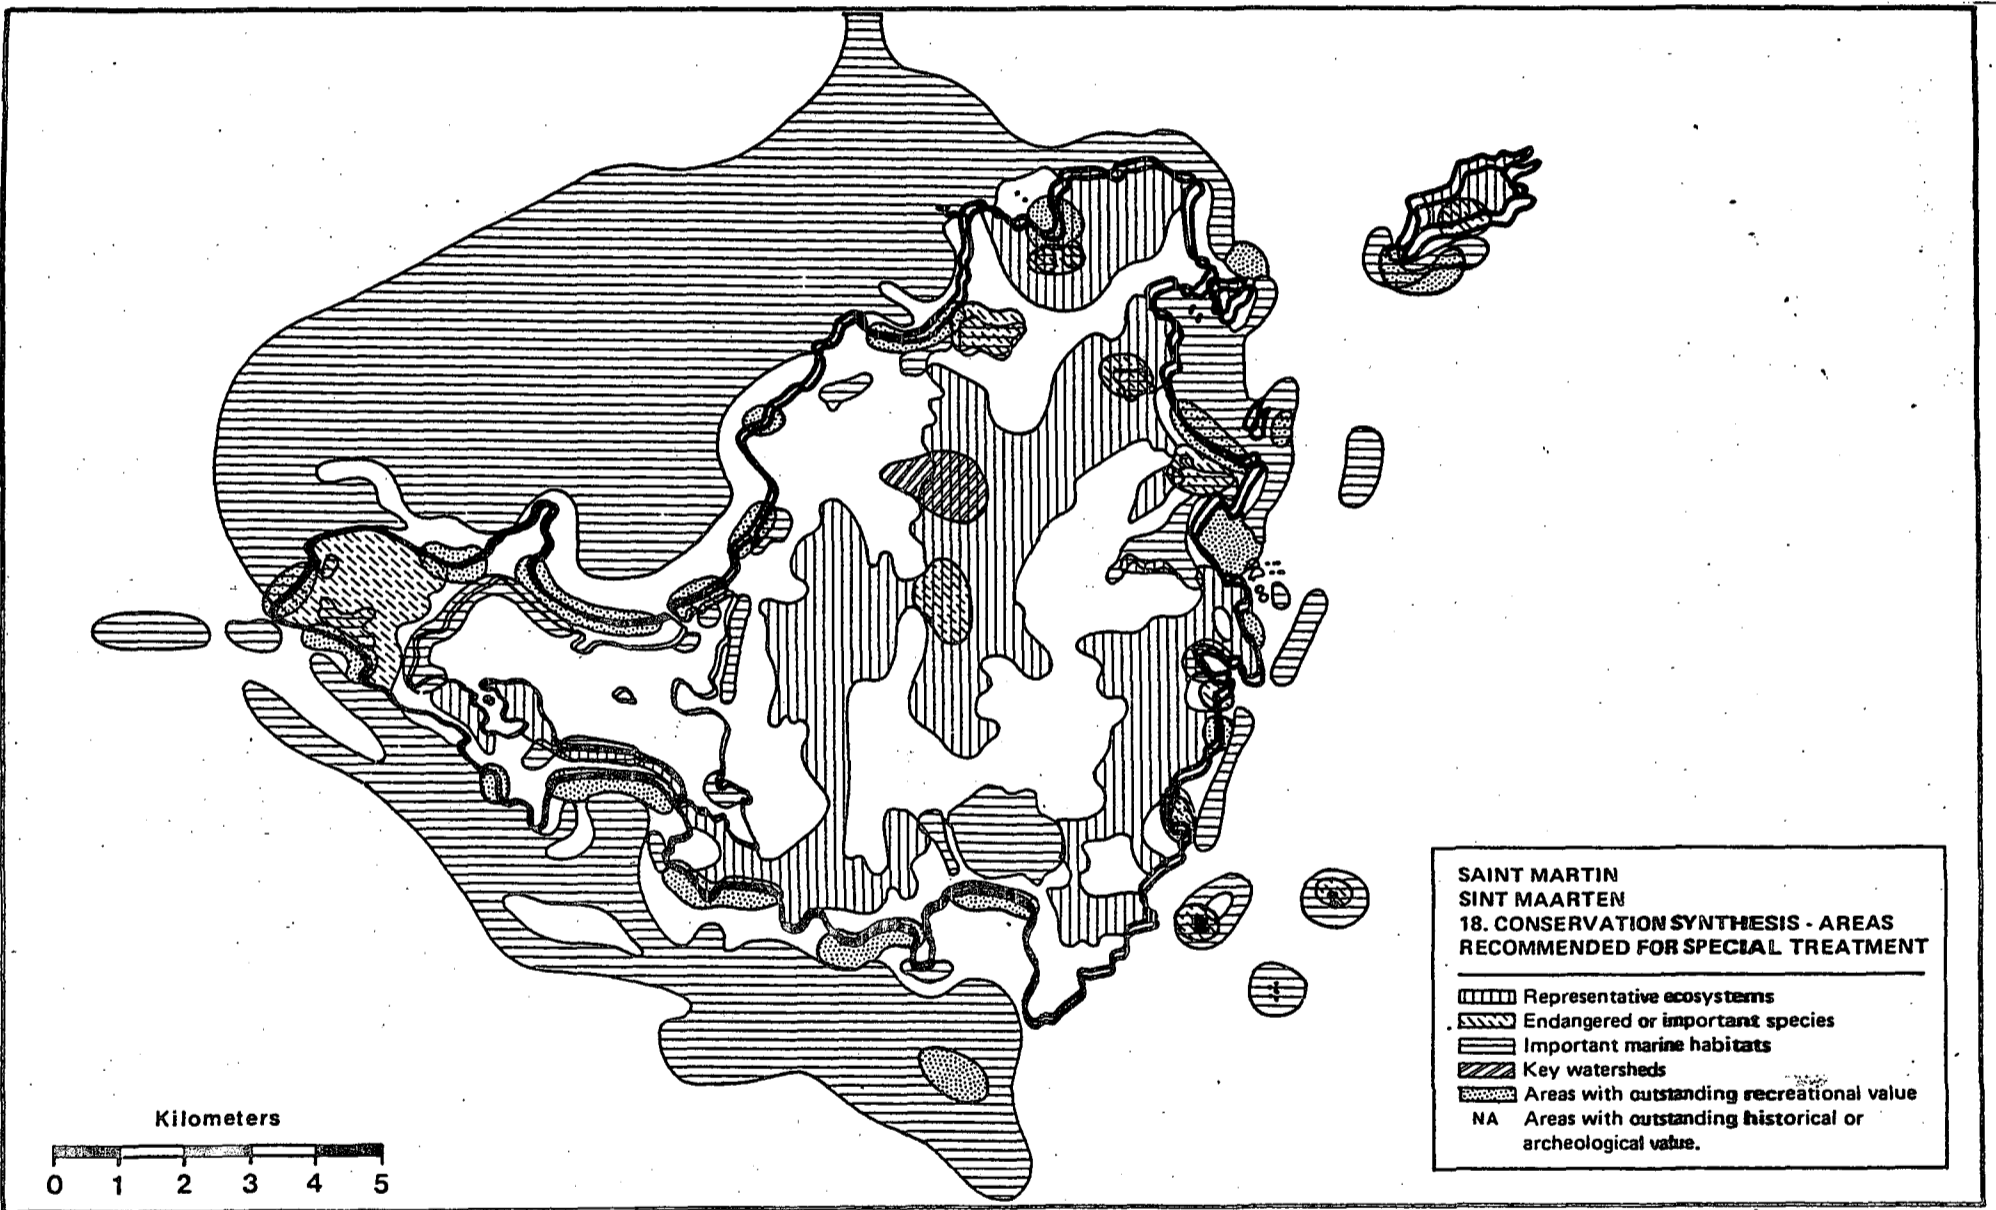 SAINT MARTIN
SINT MAARTEN
18. CONSERVATION SYNTHESIS - AREAS
RECOMMENDED FOR SPECIAL TREATMENT
Representative ecosystems
Endangered or important species
Important marine habitats
Key watersheds
Areas with outstanding recreational value
NA Areas with outstanding historical or
archeological value.
Kilometers
0 1 2 3 4 5